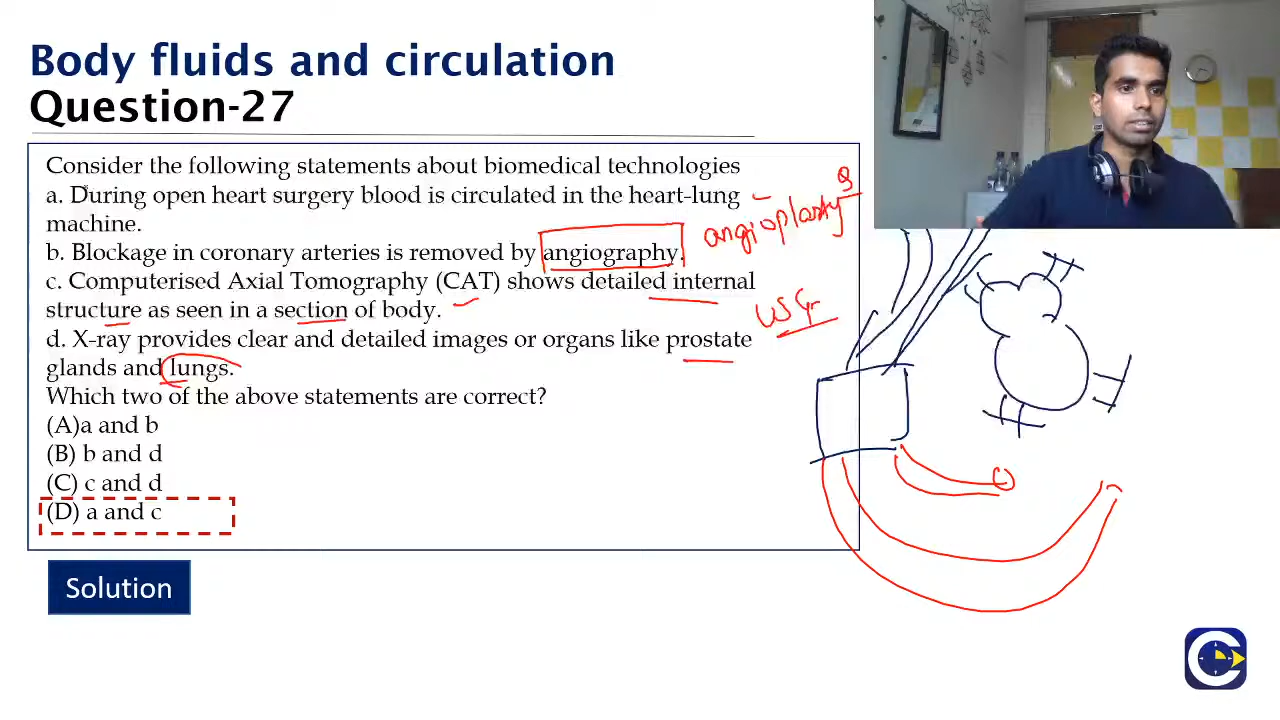 Body fluids and circulation
Question-27
Consider the following statements about biomedical technologies
a. During open heart surgery blood is circulated in the heart-lung
machine.
b. Blockage in coronary arteries is removed by angiography.
angioplasty
c. Computerised Axial Tomography (CAT) shows detailed internal
structure as seen in a section of body.
USG
d. X-ray provides clear and detailed images or organs like prostate
glands and lungs.
Which two of the above statements are correct?
(A)a and b
(B) b and d
(C) c and d
(D) a and c
Solution